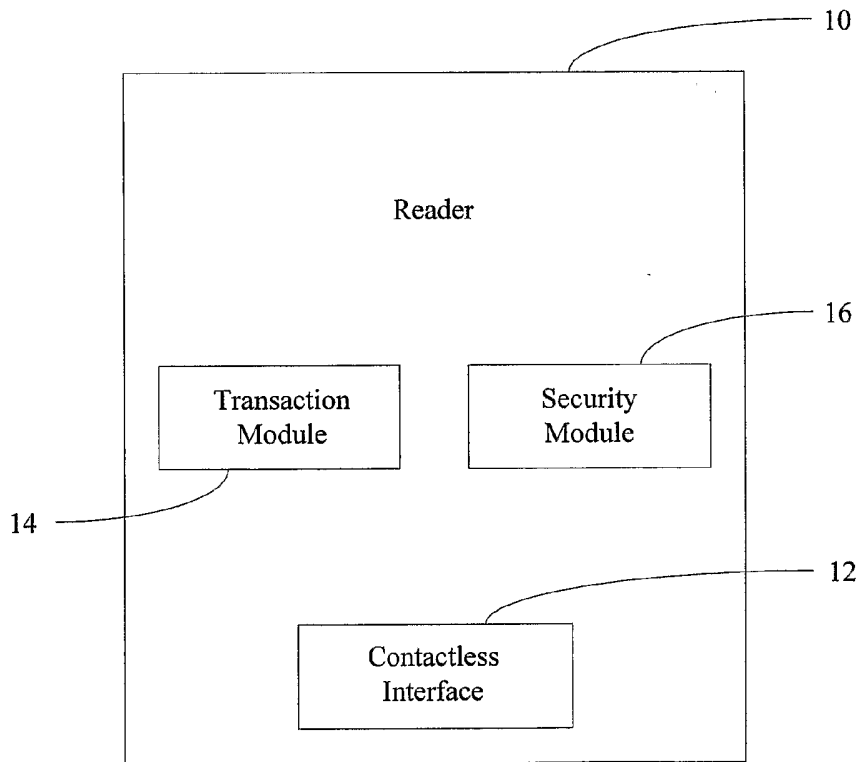 10
Reader
16
Transaction
Module
Security
Module
14
12
Contactless
Interface